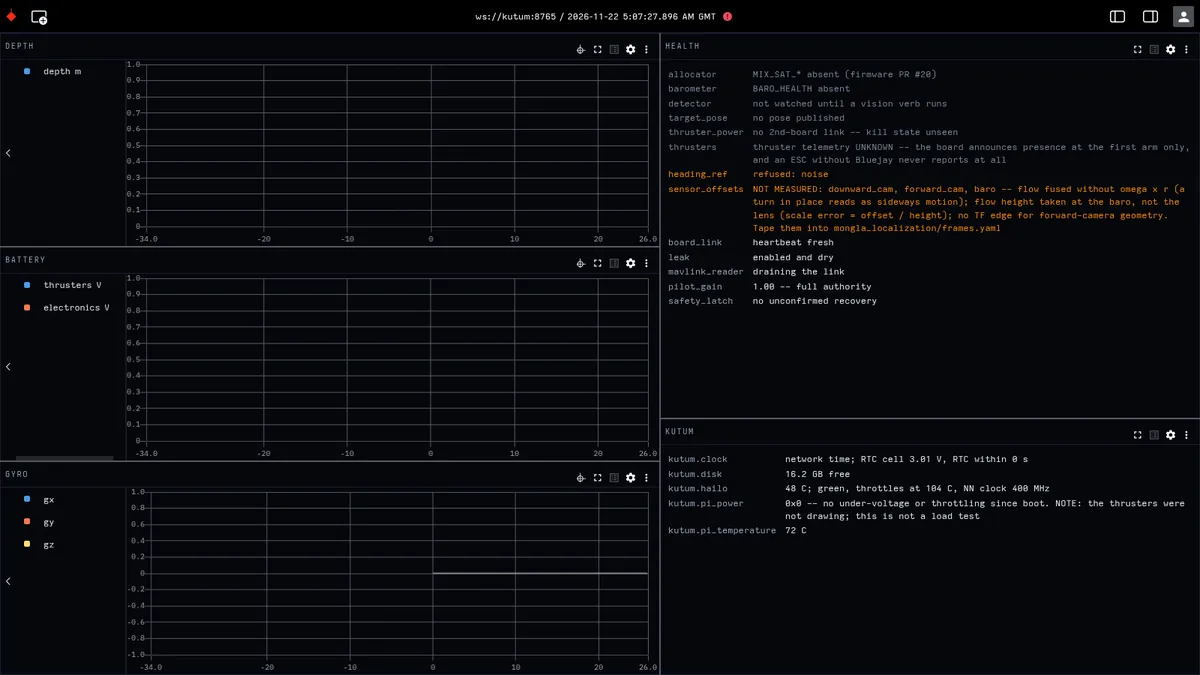 ws://kutum:8765 / 2026-11-22 5:07:27.896 AM GMT
DEPTH
depth m
1.0
0.9
0.8
0.7
0.6
0.5
0.4
0.3
0.2
0.1
0
-34.0 -20 -10 0 10 20 26.0
BATTERY
thrusters V
electronics V
1.0
0.9
0.8
0.7
0.6
0.5
0.4
0.3
0.2
0.1
0
-34.0 -20 -10 0 10 20 26.0
GYRO
gx
gy
gz
1.0
0.8
0.6
0.4
0.2
0
-0.2
-0.4
-0.6
-0.8
-1.0
-34.0 -20 -10 0 10 20 26.0
HEALTH
allocator MIX_SAT_* absent (firmware PR #20)
barometer BARO_HEALTH absent
detector not watched until a vision verb runs
target_pose no pose published
thruster_power no 2nd-board link -- kill state unseen
thrusters thruster telemetry UNKNOWN -- the board announces presence at the first arm only,
and an ESC without Bluejay never reports at all
heading_ref refused: noise
sensor_offsets NOT MEASURED: downward_cam, forward_cam, baro -- flow fused without omega x r (a
turn in place reads as sideways motion); flow height taken at the baro, not the
lens (scale error = offset / height); no TF edge for forward-camera geometry.
Tape them into mongla_localization/frames.yaml
board_link heartbeat fresh
leak enabled and dry
mavlink_reader draining the link
pilot_gain 1.00 -- full authority
safety_latch no unconfirmed recovery
KUTUM
kutum.clock network time; RTC cell 3.01 V, RTC within 0 s
kutum.disk 16.2 GB free
kutum.hailo 48 C; green, throttles at 104 C, NN clock 400 MHz
kutum.pi_power 0x0 -- no under-voltage or throttling since boot. NOTE: the thrusters were
not drawing; this is not a load test
kutum.pi_temperature 72 C